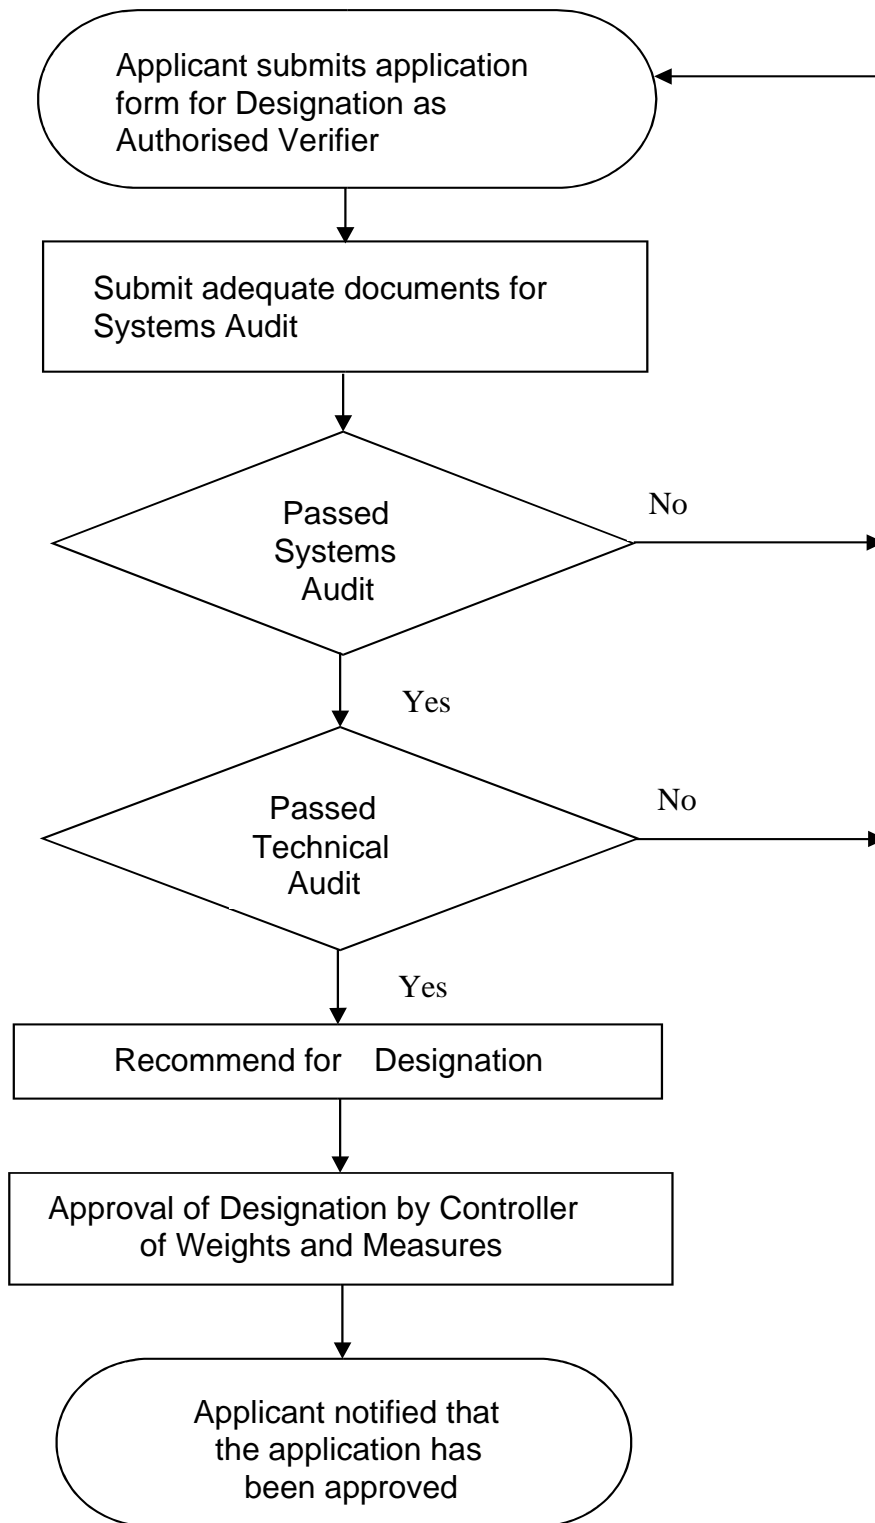 Applicant submits application
form for Designation as
Authorised Verifier
Submit adequate documents for
Systems Audit
Passed
Systems
Audit
No
Yes
Passed
Technical
Audit
No
Yes
Recommend for Designation
Approval of Designation by Controller
of Weights and Measures
Applicant notified that
the application has
been approved